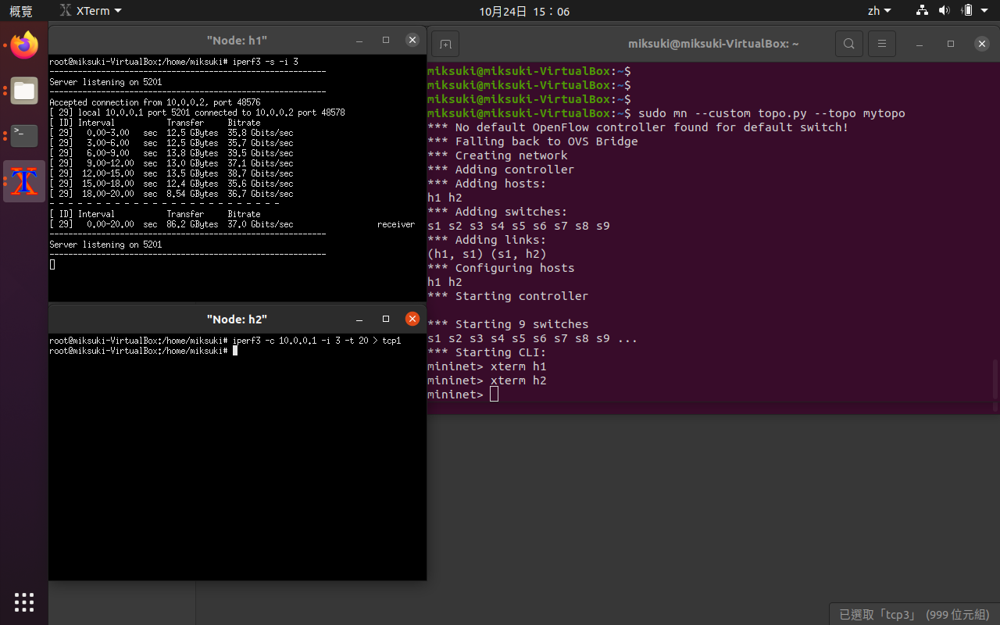 概覽
XTerm
10月24日 15：06
zh
"Node: h1"
root@miksuki-VirtualBox:/home/miksuki# iperf3 -s -i 3
-----------------------------------------------------------
Server listening on 5201
-----------------------------------------------------------
Accepted connection from 10.0.0.2, port 48576
[ 29] local 10.0.0.1 port 5201 connected to 10.0.0.2 port 48578
[ ID] Interval           Transfer     Bitrate
[ 29]   0.00-3.00   sec  12.5 GBytes  35.8 Gbits/sec
[ 29]   3.00-6.00   sec  12.5 GBytes  35.7 Gbits/sec
[ 29]   6.00-9.00   sec  13.8 GBytes  39.5 Gbits/sec
[ 29]   9.00-12.00  sec  13.0 GBytes  37.1 Gbits/sec
[ 29]  12.00-15.00  sec  13.5 GBytes  38.7 Gbits/sec
[ 29]  15.00-18.00  sec  12.4 GBytes  35.6 Gbits/sec
[ 29]  18.00-20.00  sec  8.54 GBytes  36.7 Gbits/sec
- - - - - - - - - - - - - - - - - - - - - - - - -
[ ID] Interval           Transfer     Bitrate
[ 29]   0.00-20.00  sec  86.2 GBytes  37.0 Gbits/sec                  receiver
-----------------------------------------------------------
Server listening on 5201
-----------------------------------------------------------
"Node: h2"
root@miksuki-VirtualBox:/home/miksuki# iperf3 -c 10.0.0.1 -i 3 -t 20 > tcp1
root@miksuki-VirtualBox:/home/miksuki#
miksuki@miksuki-VirtualBox: ~
miksuki@miksuki-VirtualBox:~$
miksuki@miksuki-VirtualBox:~$
miksuki@miksuki-VirtualBox:~$
miksuki@miksuki-VirtualBox:~$ sudo mn --custom topo.py --topo mytopo
*** No default OpenFlow controller found for default switch!
*** Falling back to OVS Bridge
*** Creating network
*** Adding controller
*** Adding hosts:
h1 h2
*** Adding switches:
s1 s2 s3 s4 s5 s6 s7 s8 s9
*** Adding links:
(h1, s1) (s1, h2)
*** Configuring hosts
h1 h2
*** Starting controller
*** Starting 9 switches
s1 s2 s3 s4 s5 s6 s7 s8 s9 ...
*** Starting CLI:
mininet> xterm h1
mininet> xterm h2
mininet>
已選取「tcp3」 (999 位元組)